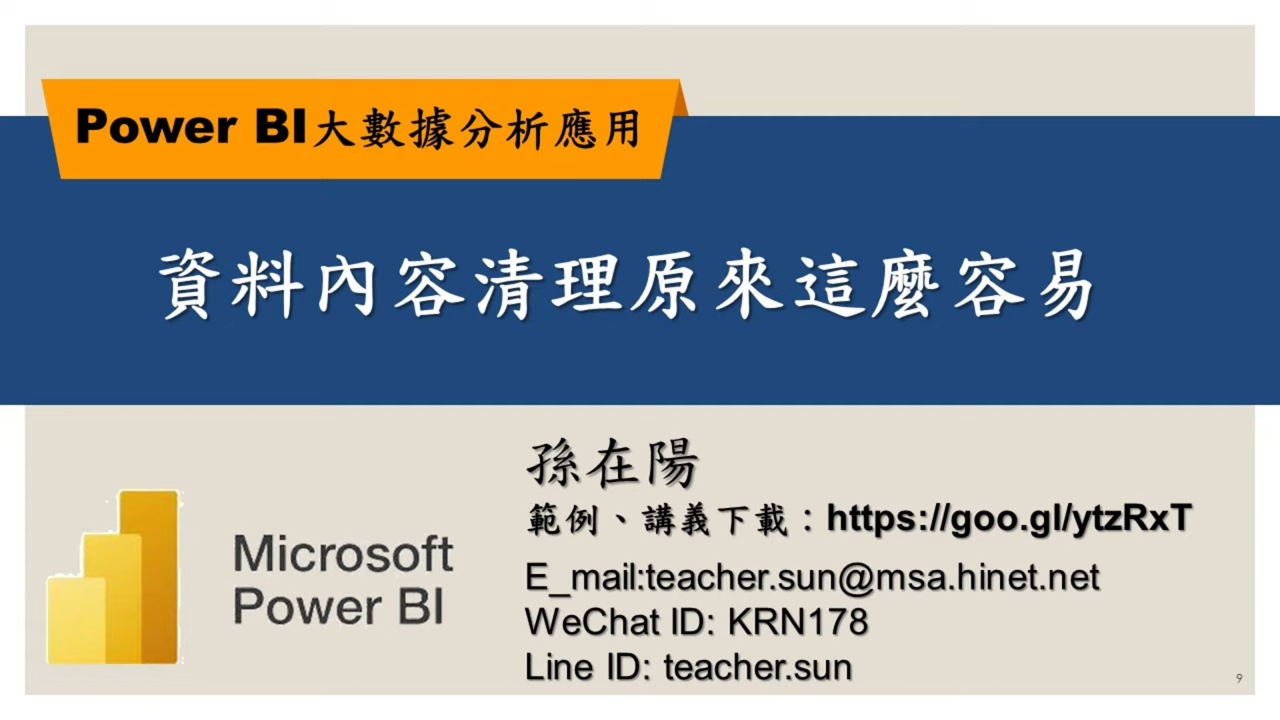 Power BI大數據分析應用
資料內容清理原來這麼容易
孫在陽
範例、講義下載：https://goo.gl/ytzRxT
Microsoft
Power BI
E_mail:teacher.sun@msa.hinet.net
WeChat ID: KRN178
Line ID: teacher.sun
9